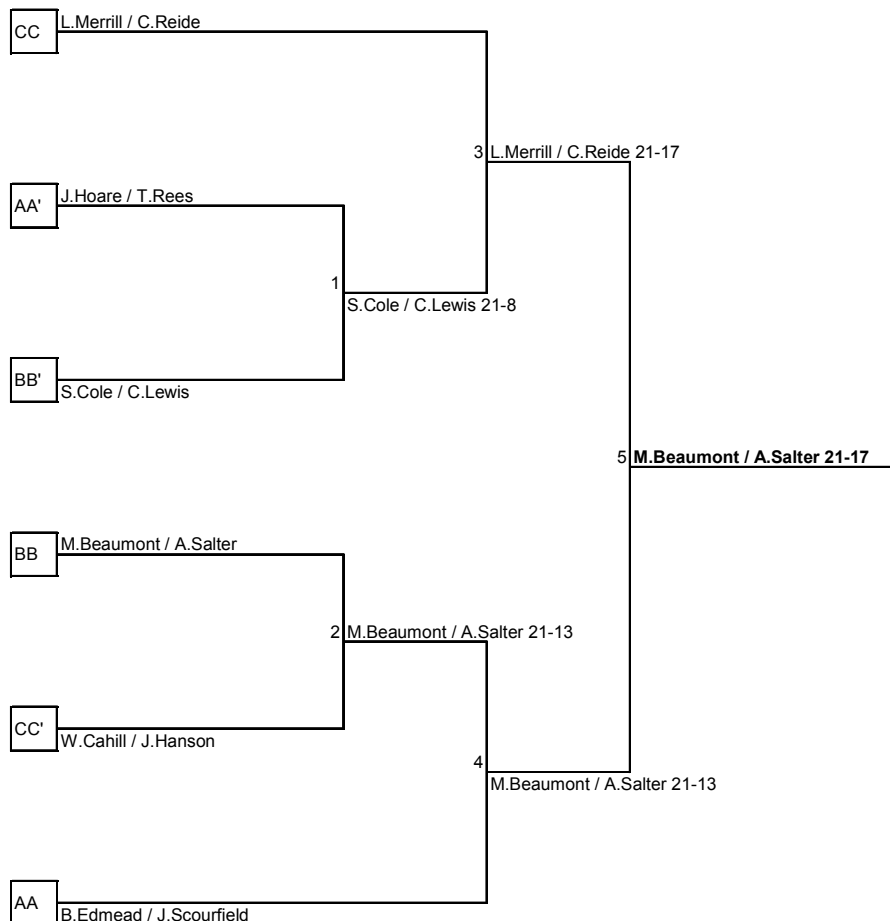 CC
L.Merrill / C.Reide
3 L.Merrill / C.Reide 21-17
AA'
J.Hoare / T.Rees
1
S.Cole / C.Lewis 21-8
BB'
S.Cole / C.Lewis
5 M.Beaumont / A.Salter 21-17
BB
M.Beaumont / A.Salter
2 M.Beaumont / A.Salter 21-13
CC'
W.Cahill / J.Hanson
4
M.Beaumont / A.Salter 21-13
AA
B.Edmead / J.Scourfield